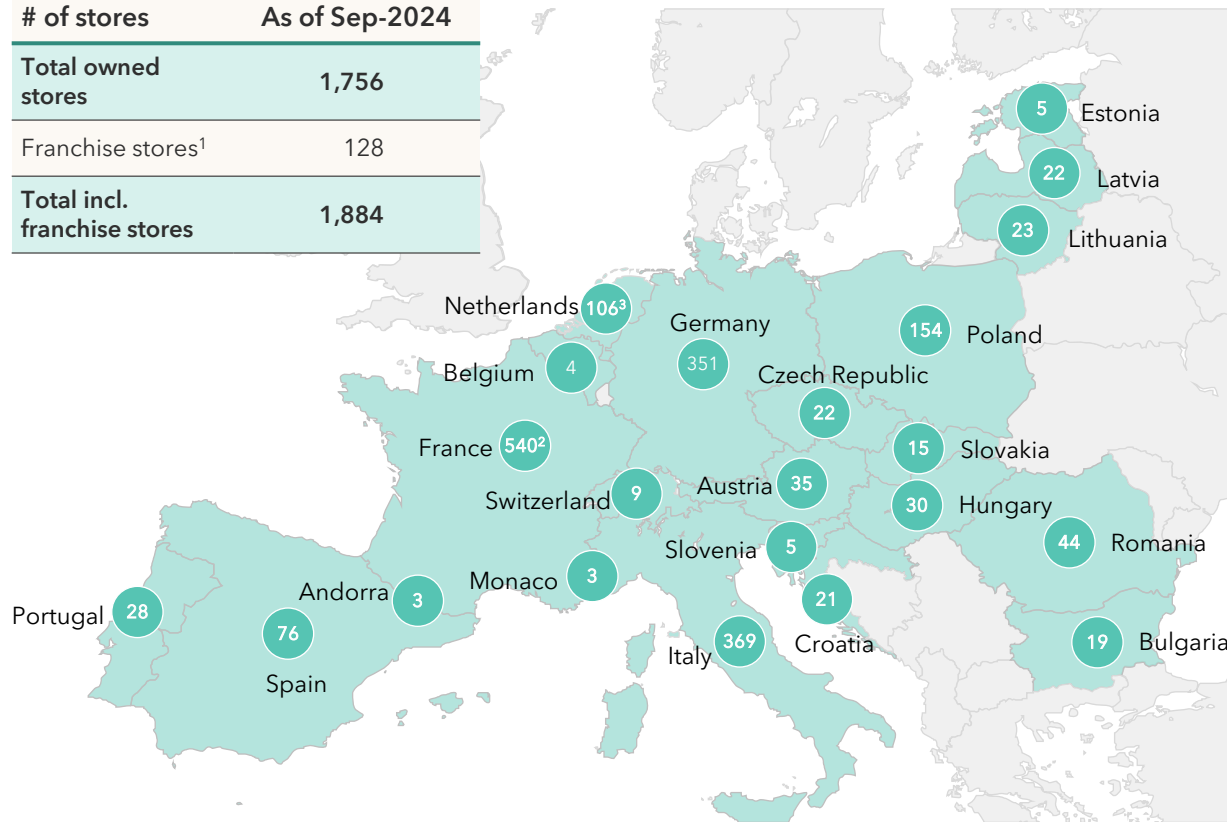 # of stores As of Sep-2024
Total owned
stores
1,756
Franchise stores¹ 128
Total incl.
franchise stores
1,884
5 Estonia
22 Latvia
23 Lithuania
Netherlands 106³
Germany
351
154 Poland
Belgium 4
Czech Republic
22
France 540²
15 Slovakia
Switzerland 9
Austria 35
30 Hungary
Slovenia 5
44 Romania
Monaco 3
Andorra 3
21
Croatia
Portugal 28
76
Spain
Italy 369
19 Bulgaria